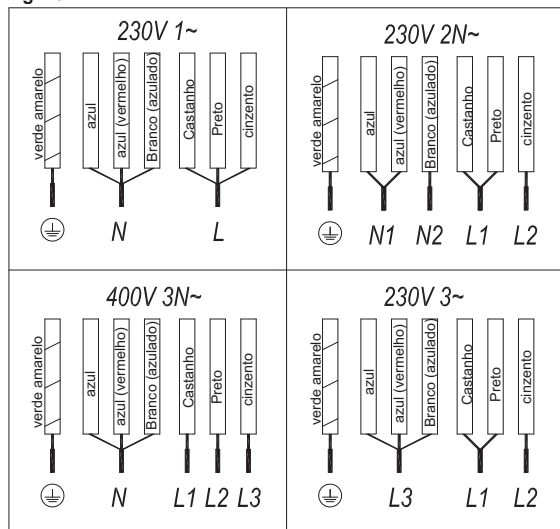 230V 1~
verde amarelo
azul
azul (vermelho)
Branco (azulado)
Castanho
Preto
cinzento
N
L
230V 2N~
verde amarelo
azul
azul (vermelho)
Branco (azulado)
Castanho
Preto
cinzento
N1 N2 L1 L2
400V 3N~
verde amarelo
azul
azul (vermelho)
Branco (azulado)
Castanho
Preto
cinzento
N
L1 L2 L3
230V 3~
verde amarelo
azul
azul (vermelho)
Branco (azulado)
Castanho
Preto
cinzento
L3
L1
L2